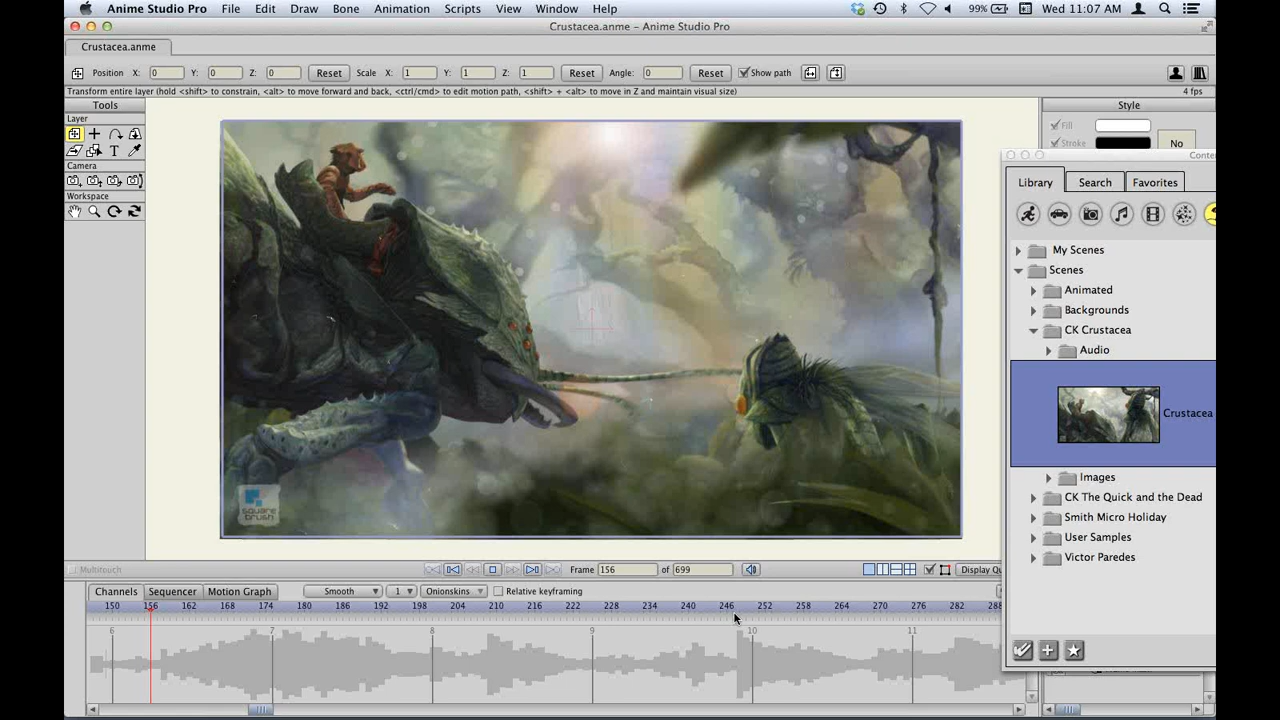 Anime Studio Pro File Edit Draw Bone Animation Scripts View Window Help 99% Wed 11:07 AM
Crustacea.anme – Anime Studio Pro
Crustacea.anme
Position X: 0 Y: 0 Z: 0 Reset Scale X: 1 Y: 1 Z: 1 Reset Angle: 0 Reset Show path
Transform entire layer (hold <shift> to constrain, <alt> to move forward and back, <ctrl/cmd> to edit motion path, <shift> + <alt> to move in Z and maintain visual size) 4 fps
Tools Style
Layer
Fill
Stroke No
Camera
Workspace
Library Search Favorites
My Scenes
Scenes
Animated
Backgrounds
CK Crustacea
Audio
Crustacea
Images
CK The Quick and the Dead
Smith Micro Holiday
User Samples
Victor Paredes
square
brush
Multitouch Frame 156 of 699
Channels Sequencer Motion Graph Smooth 1 Onionskins Relative keyframing
150 156 162 168 174 180 186 192 198 204 210 216 222 228 234 240 246 252 258 264 270 276 282 288
6 7 8 9 10 11